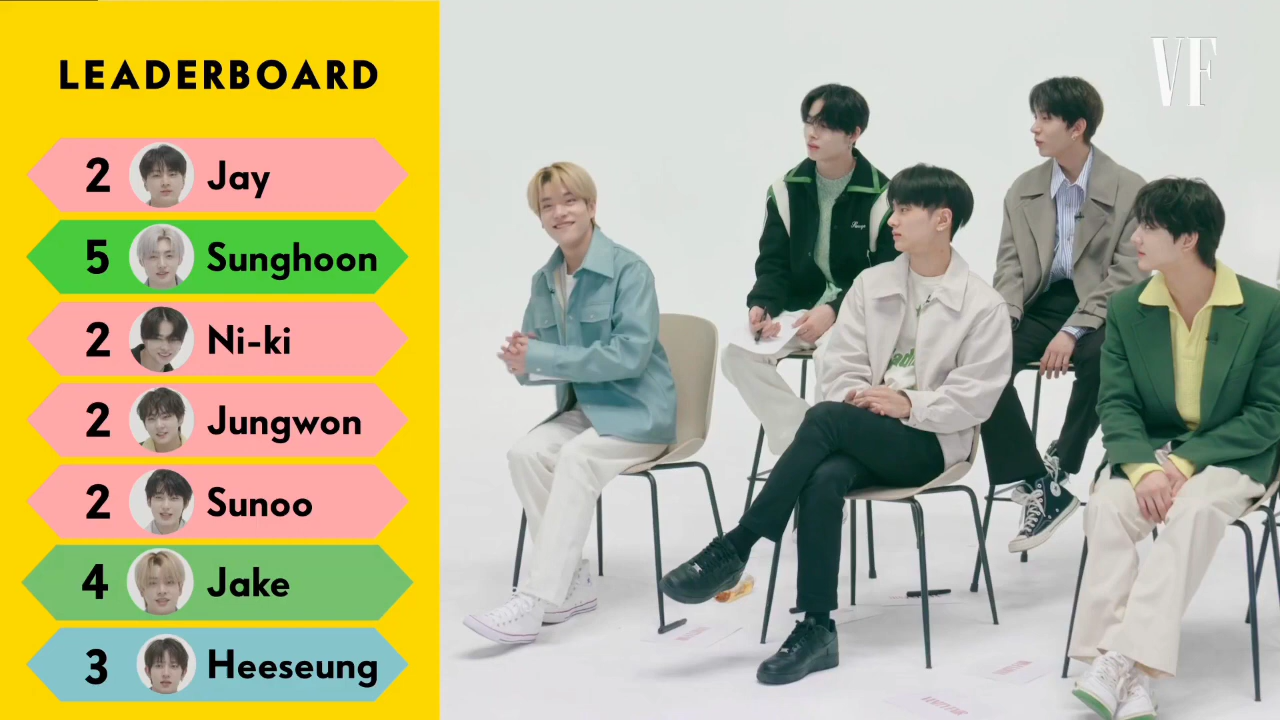 LEADERBOARD
2 Jay
5 Sunghoon
2 Ni-ki
2 Jungwon
2 Sunoo
4 Jake
3 Heeseung
VF